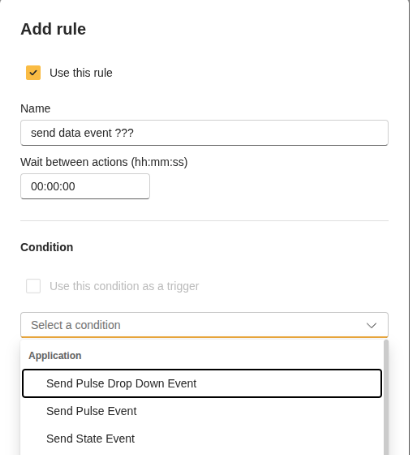 Add rule
Use this rule
Name
send data event ???
Wait between actions (hh:mm:ss)
00:00:00
Condition
Use this condition as a trigger
Select a condition
Application
Send Pulse Drop Down Event
Send Pulse Event
Send State Event